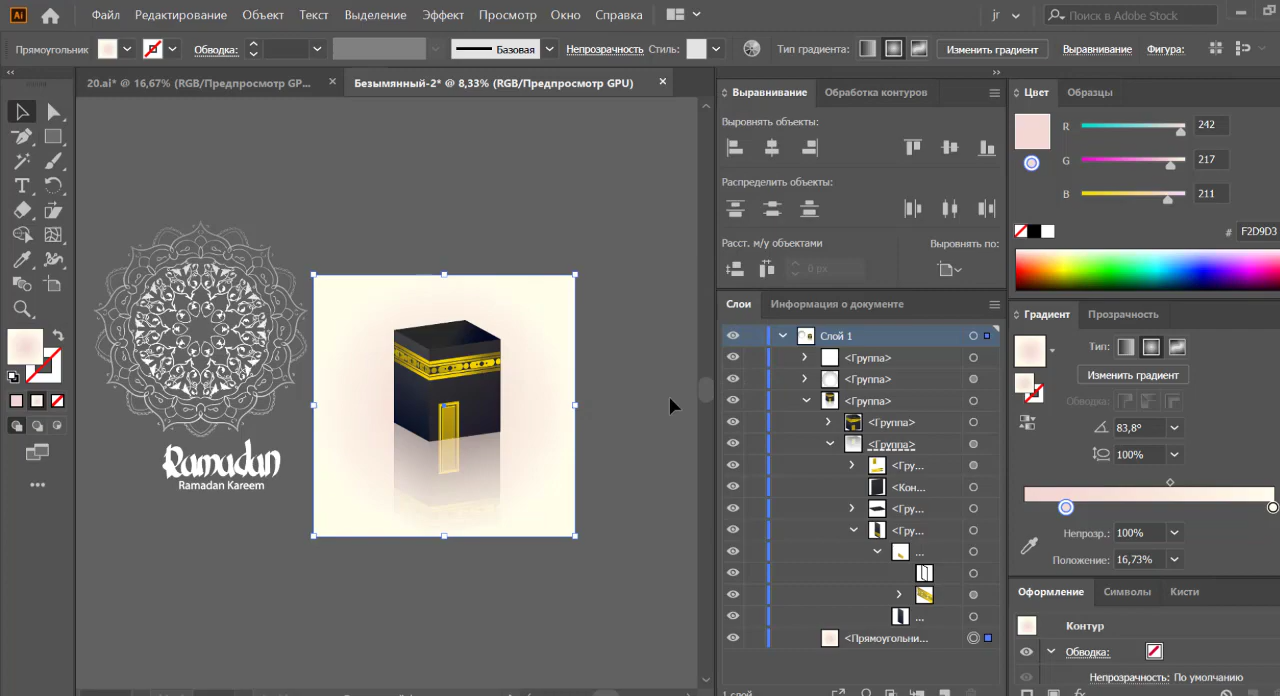 Ai Файл Редактирование Объект Текст Выделение Эффект Просмотр Окно Справка jr Поиск в Adobe Stock
Прямоугольник Обводка: Базовая Непрозрачность Стиль: Тип градиента: Изменить градиент Выравнивание Фигура:
20.ai* @ 16,67% (RGB/Предпросмотр GP... Безымянный-2* @ 8,33% (RGB/Предпросмотр GPU)
Выравнивание Обработка контуров
Выровнять объекты:
Распределить объекты:
Расст. м/у объектами Выровнять по:
0 px
Слои Информация о документе
Слой 1
<Группа>
<Группа>
<Группа>
<Группа>
<Группа>
<Гру...
<Кон...
<Гру...
<Гру...
...
...
<Прямоугольни...
Цвет Образцы
R 242
G 217
B 211
# F2D9D3
Градиент Прозрачность
Тип:
Изменить градиент
Обводка:
83,8°
100%
Непрозр.: 100%
Положение: 16,73%
Оформление Символы Кисти
Контур
Обводка:
Непрозрачность: По умолчанию
Ramadan
Ramadan Kareem